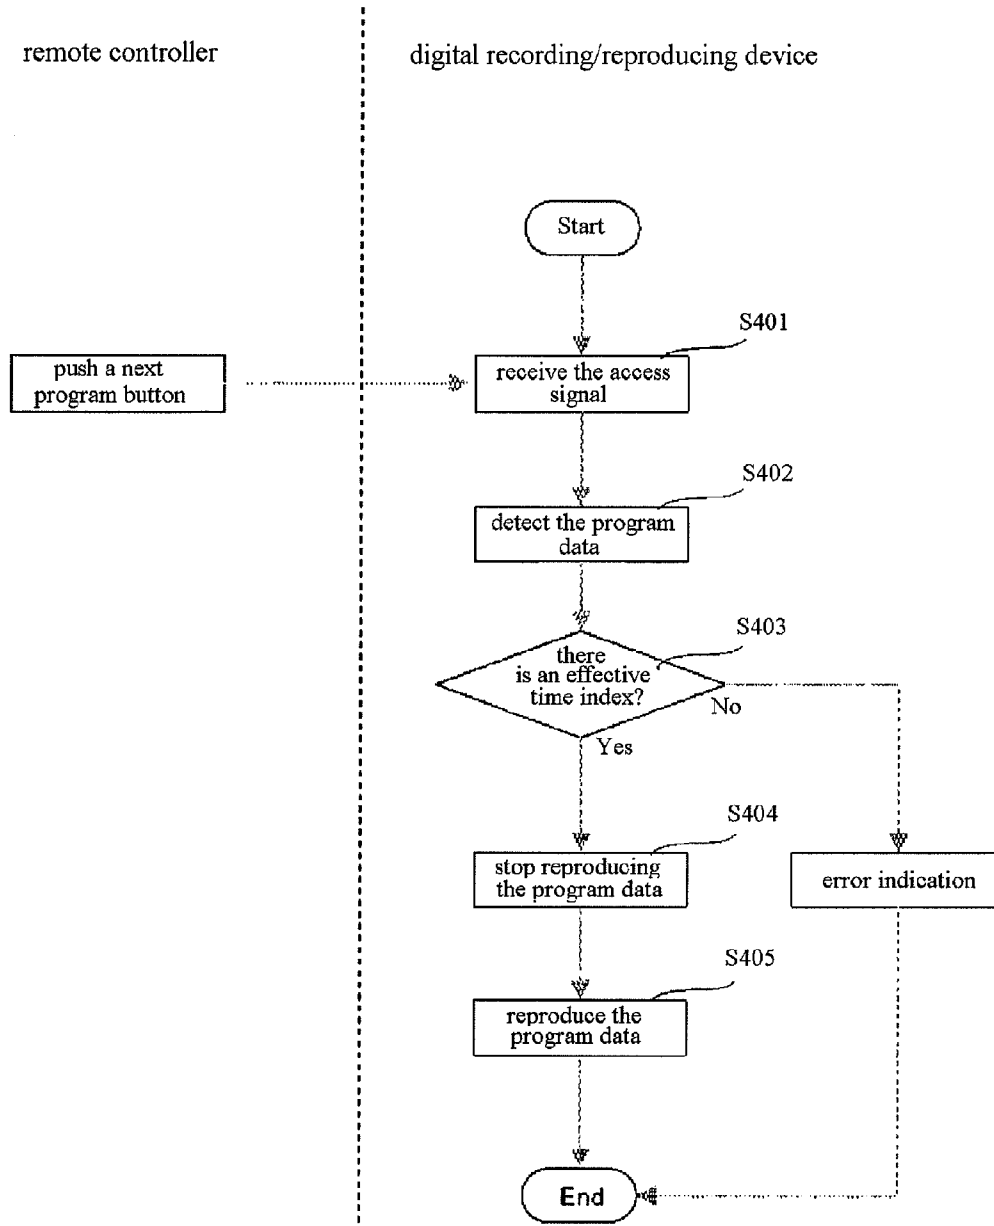 remote controller
digital recording/reproducing device
Start
S401
push a next
program button
receive the access
signal
S402
detect the program
data
S403
there
is an effective
time index?
No
Yes
S404
stop reproducing
the program data
error indication
S405
reproduce the
program data
End